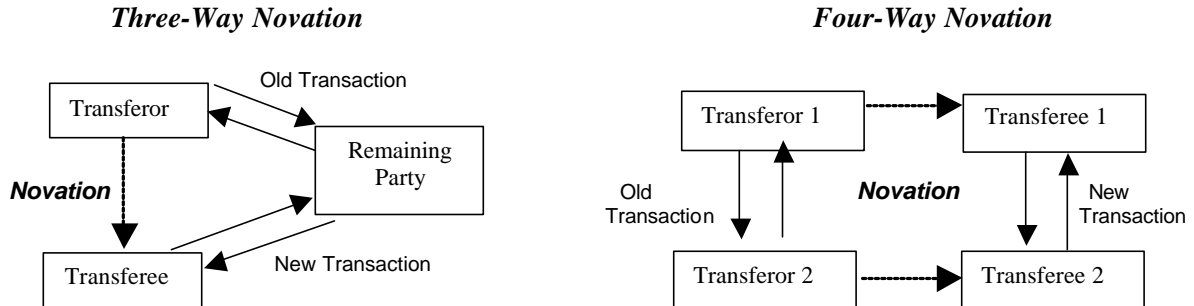 Three-Way Novation
Old Transaction
Transferor
Remaining
Party
Novation
Transferee
New Transaction
Four-Way Novation
Transferor 1
Transferee 1
Old
Transaction
Novation
New
Transaction
Transferor 2
Transferee 2